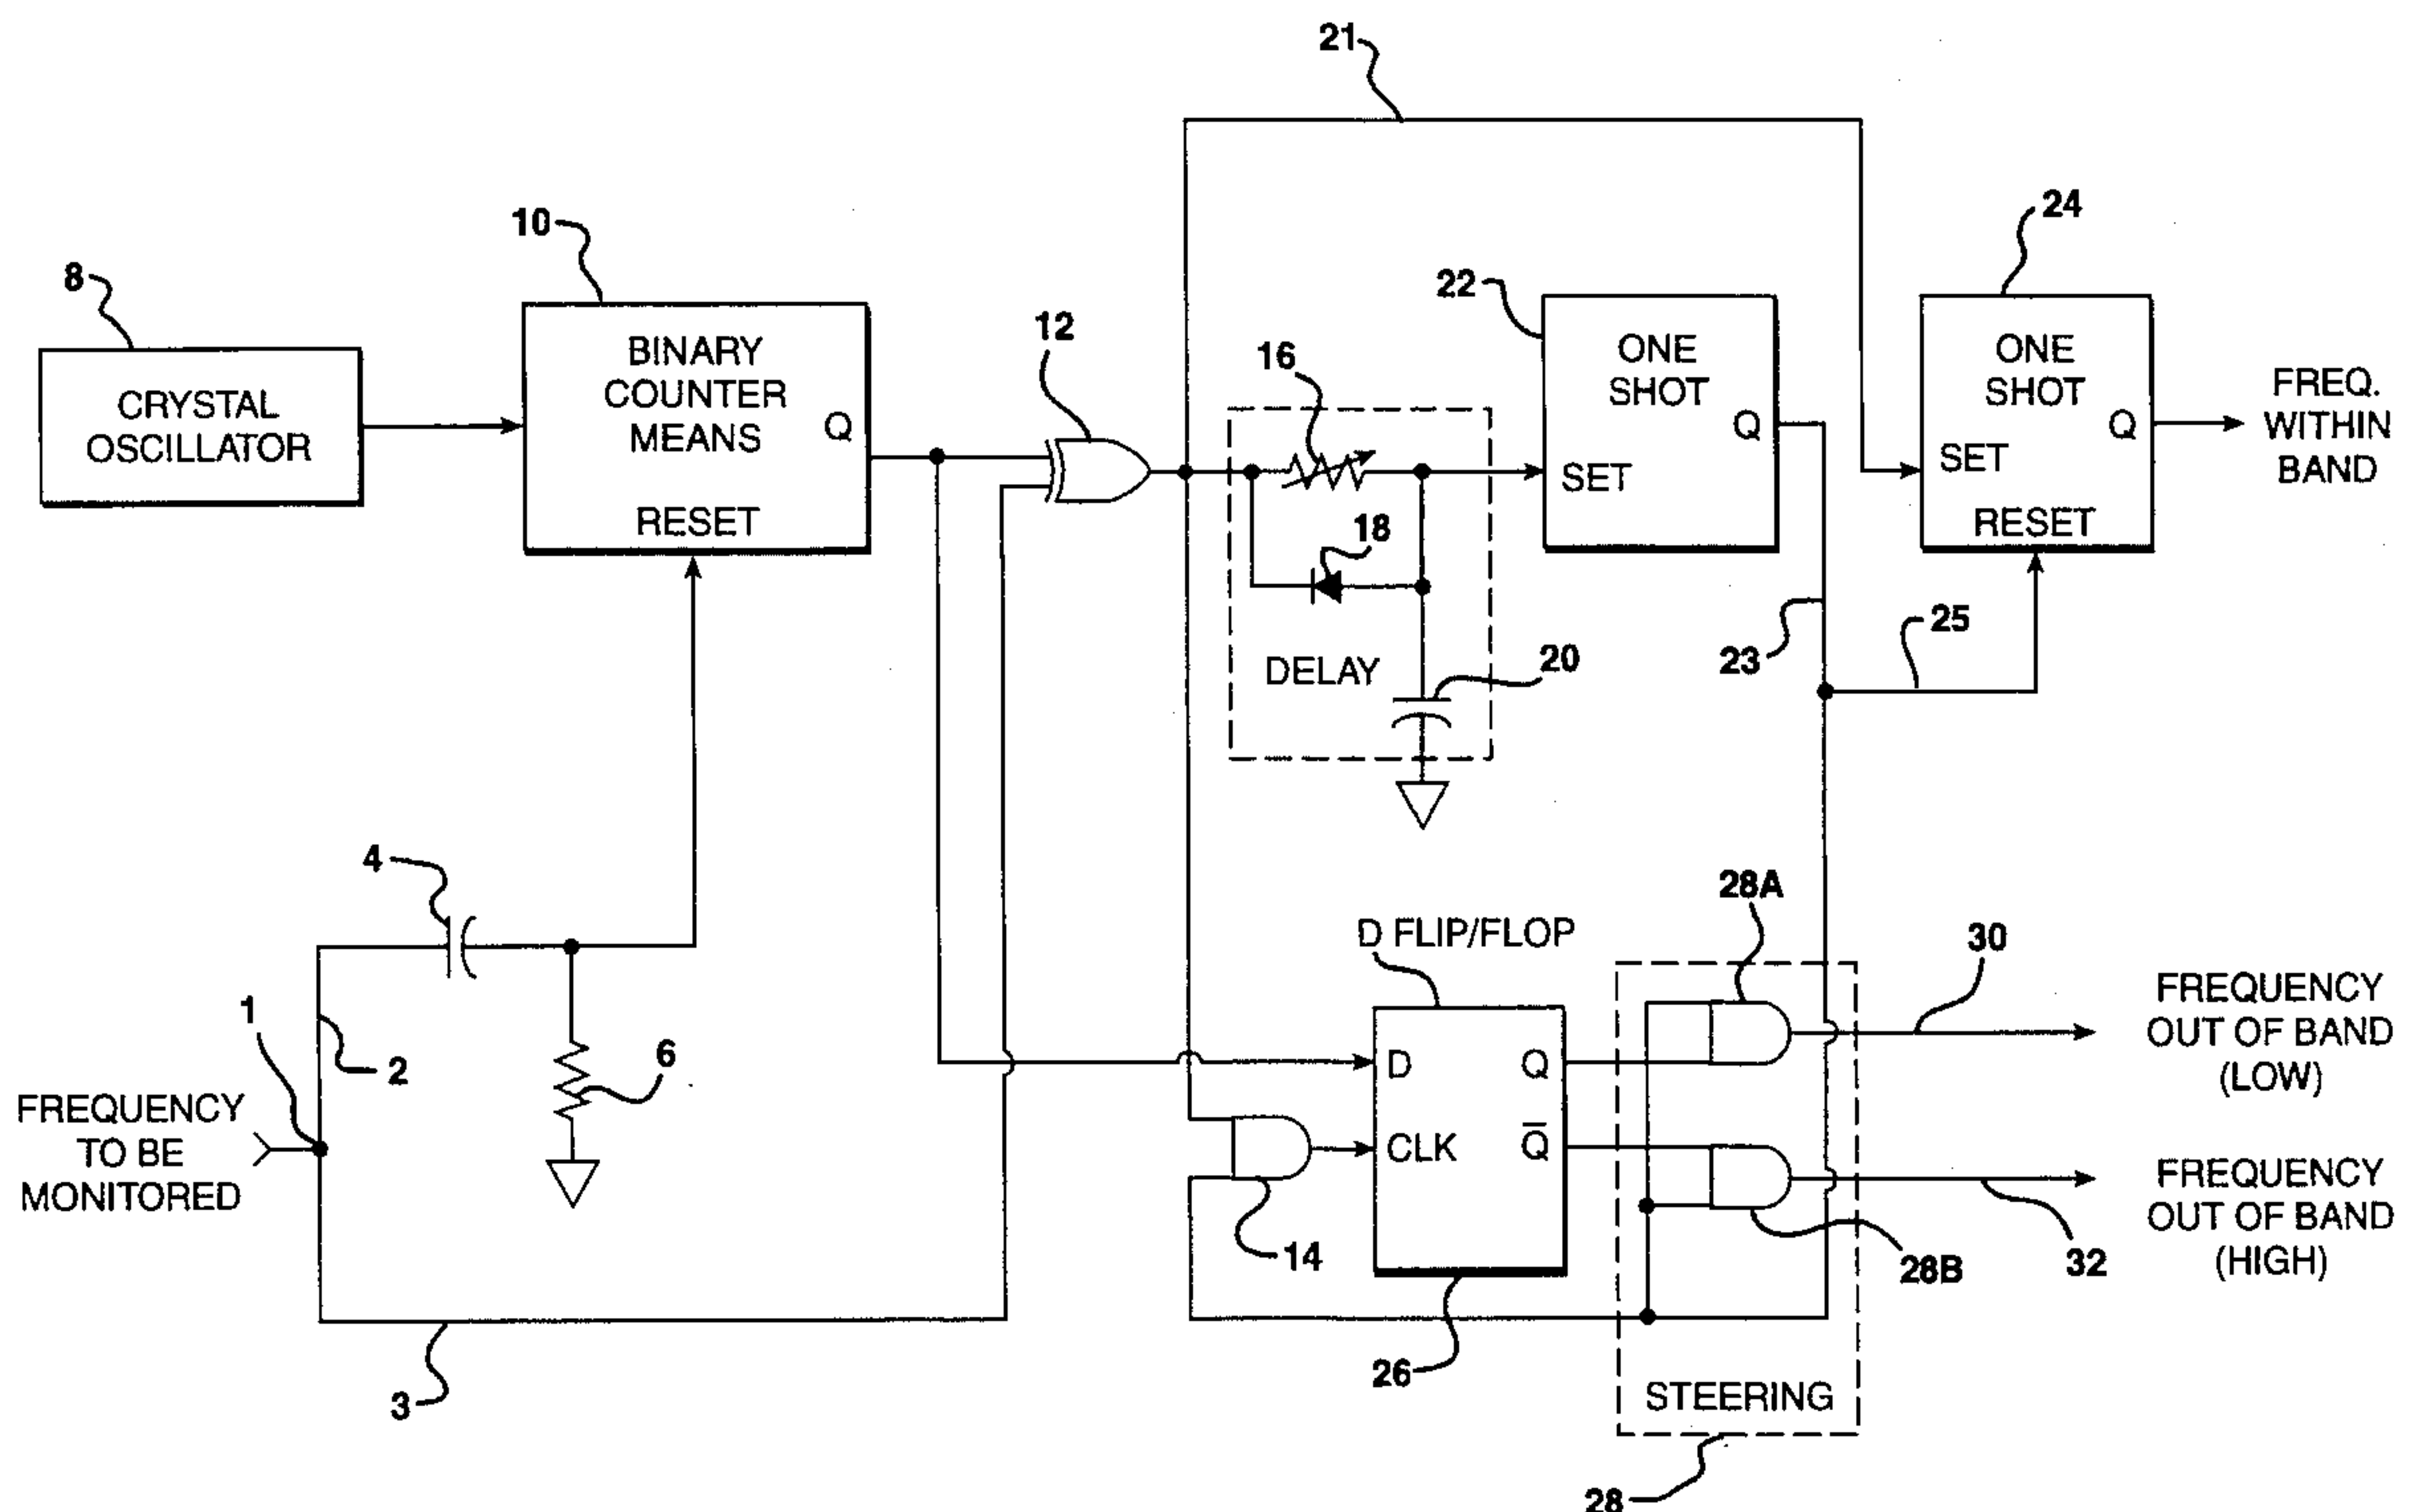 21
10
24
8
22
12
16
CRYSTAL
OSCILLATOR
BINARY
COUNTER
MEANS
Q
RESET
ONE
SHOT
Q
SET
ONE
SHOT
Q
SET
RESET
FREQ.
WITHIN
BAND
18
DELAY
20
23
25
4
28A
D FLIP/FLOP
30
1
2
6
FREQUENCY
TO BE
MONITORED
D
Q
CLK
Q̅
FREQUENCY
OUT OF BAND
(LOW)
FREQUENCY
OUT OF BAND
(HIGH)
14
28B
32
3
26
STEERING
28